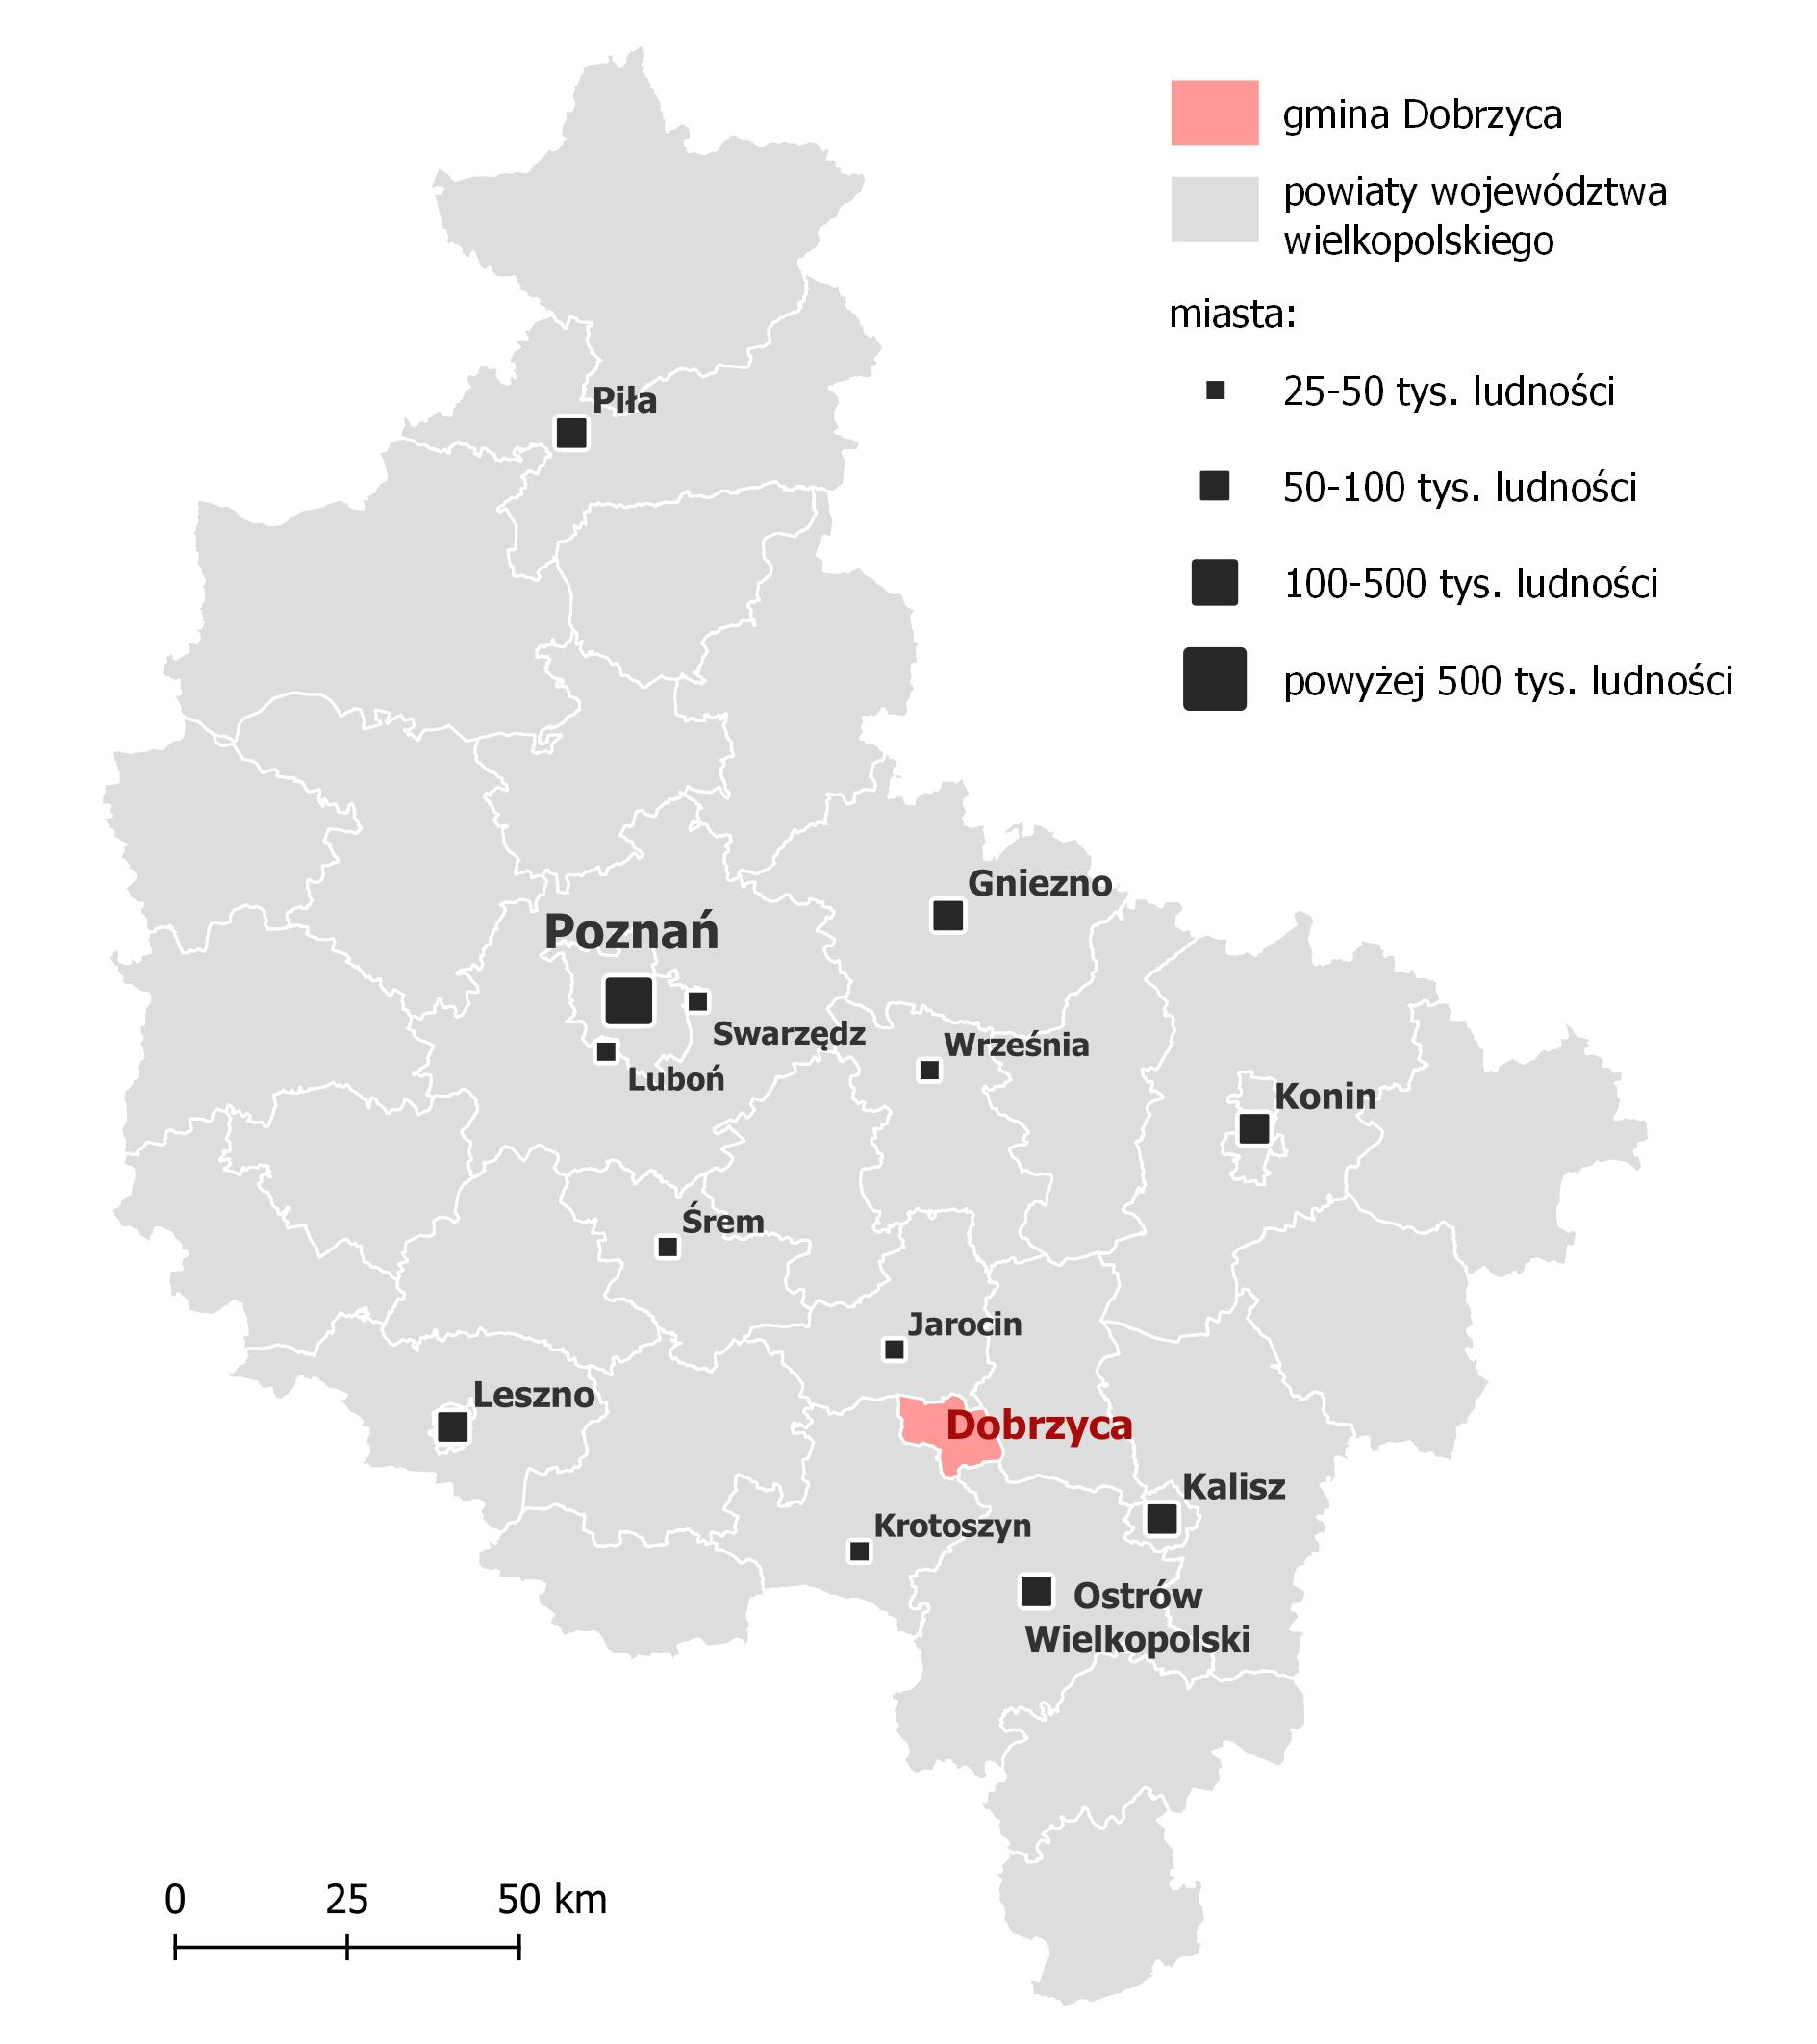 gmina Dobrzyca
powiaty województwa
wielkopolskiego
miasta:
25-50 tys. ludności
50-100 tys. ludności
100-500 tys. ludności
powyżej 500 tys. ludności
Piła
Gniezno
Poznań
Swarzędz
Września
Luboń
Konin
Śrem
Jarocin
Leszno
Dobrzyca
Kalisz
Krotoszyn
Ostrów
Wielkopolski
0 25 50 km